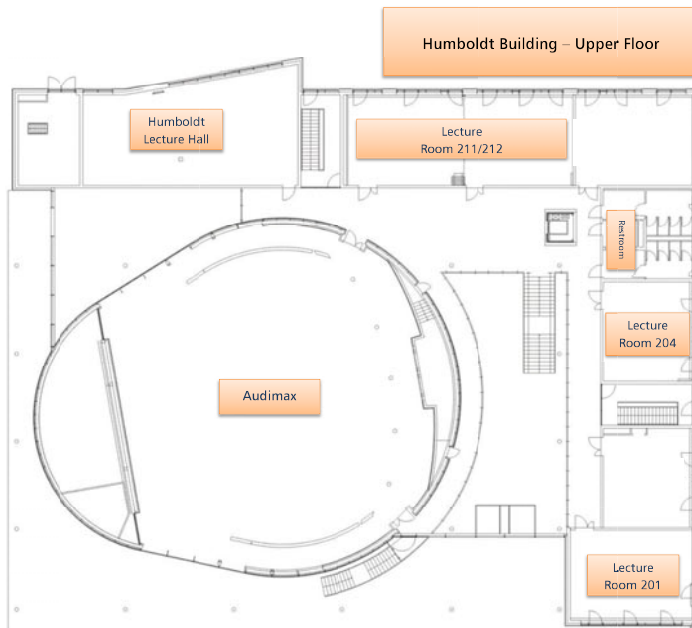 Humboldt Building – Upper Floor
Humboldt
Lecture Hall
Lecture
Room 211/212
Restroom
Lecture
Room 204
Audimax
Lecture
Room 201